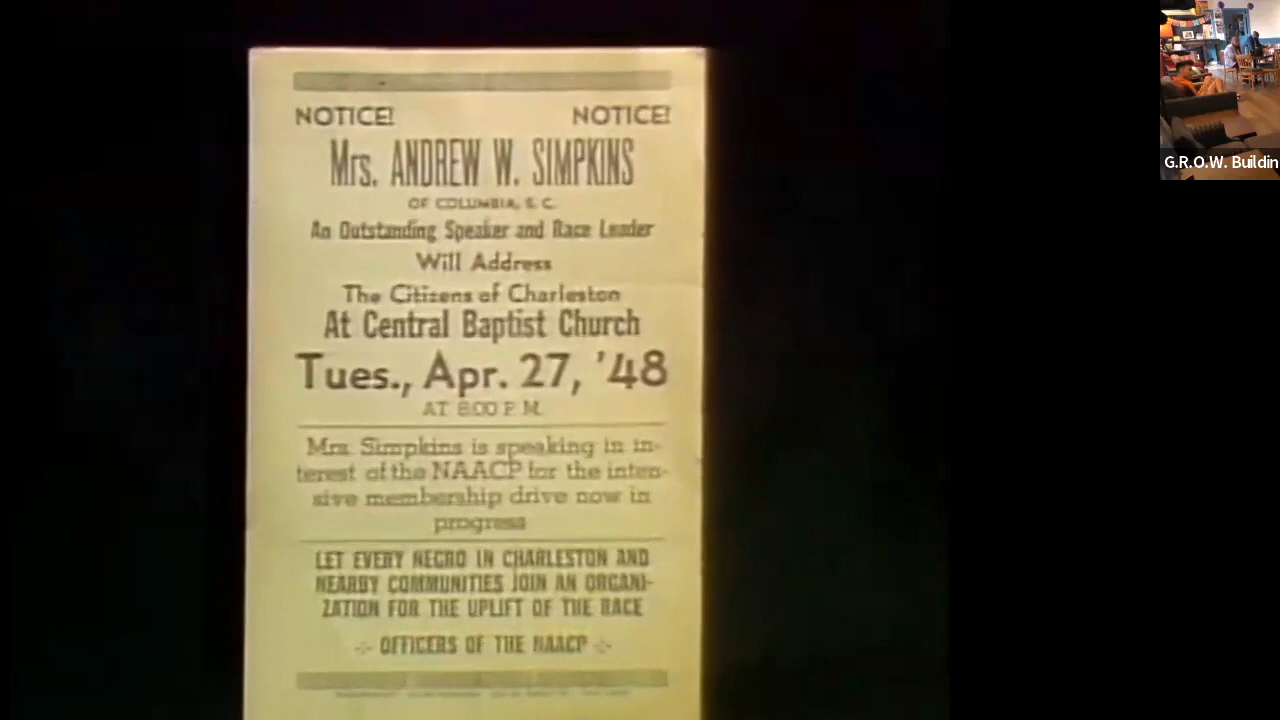 NOTICE! NOTICE!
Mrs. ANDREW W. SIMPKINS
OF COLUMBIA, S. C.
An Outstanding Speaker and Race Leader
Will Address
The Citizens of Charleston
At Central Baptist Church
Tues., Apr. 27, '48
AT 8:00 P. M.
Mrs. Simpkins is speaking in in-
terest of the NAACP for the inten-
sive membership drive now in
progress
LET EVERY NEGRO IN CHARLESTON AND
NEARBY COMMUNITIES JOIN AN ORGANI-
ZATION FOR THE UPLIFT OF THE RACE
OFFICERS OF THE NAACP
G.R.O.W. Buildin